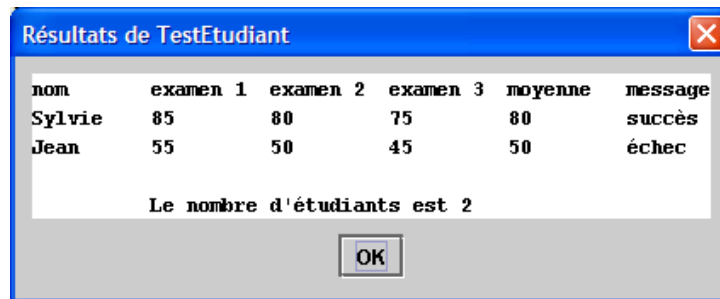 Résultats de TestEtudiant
nom examen 1 examen 2 examen 3 moyenne message
Sylvie 85 80 75 80 succès
Jean 55 50 45 50 échec
Le nombre d'étudiants est 2
OK